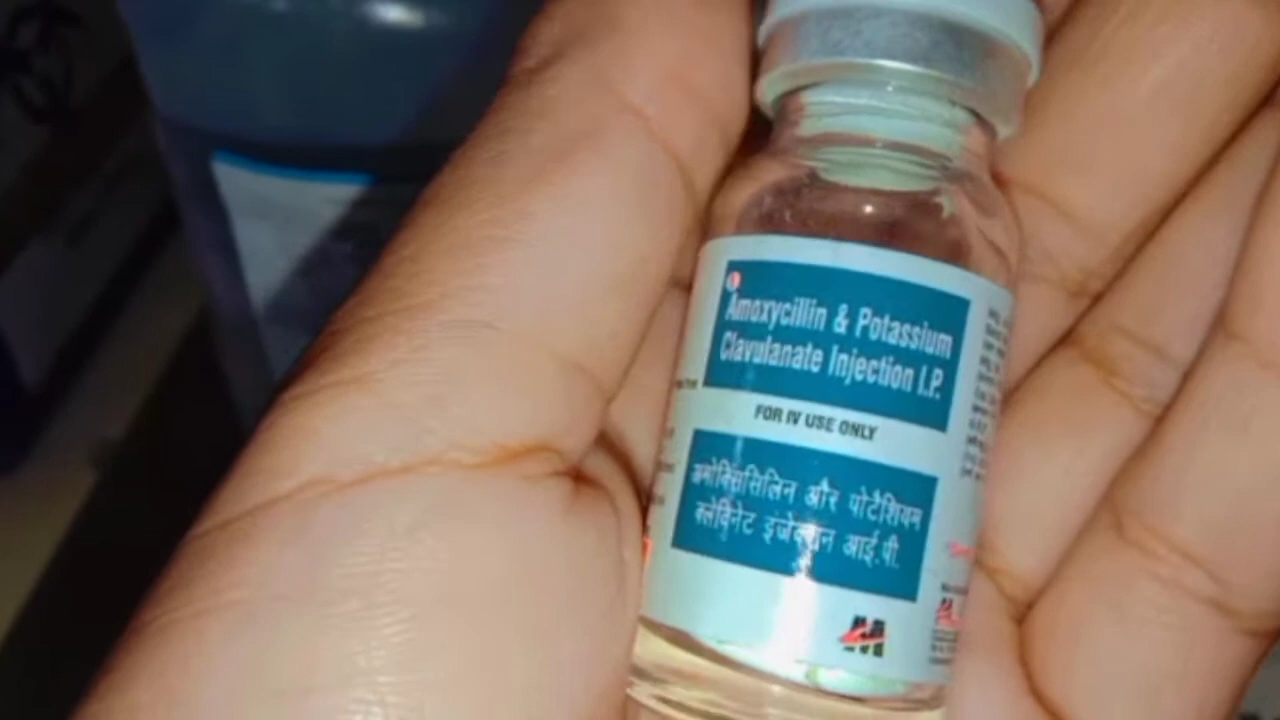 Amoxycillin & Potassium
Clavulanate Injection I.P.
FOR IV USE ONLY
अमोक्सिसिलिन और पोटैशियम
क्लेवुिनेट इंजेक्शन आई.पी.